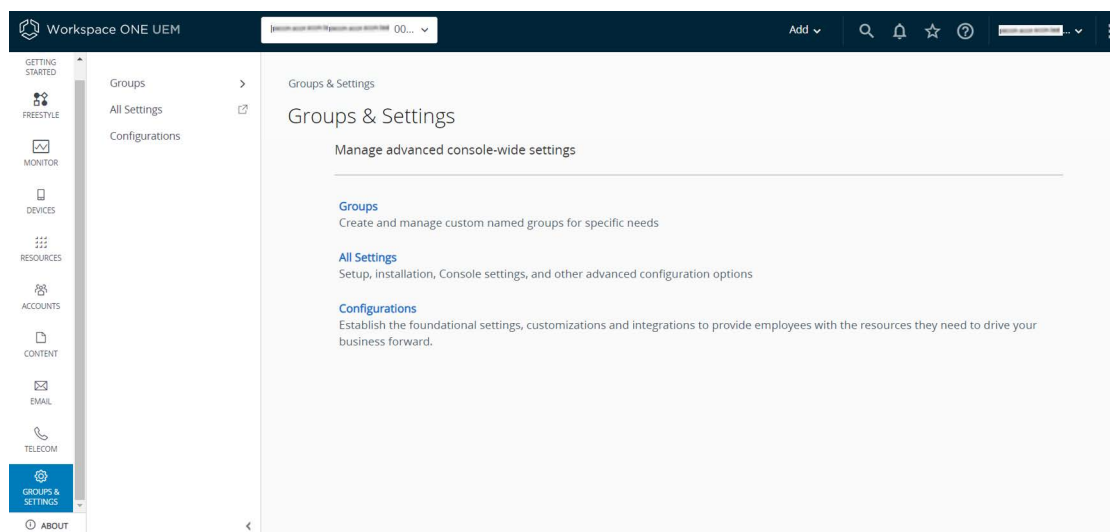 Workspace ONE UEM
00...
Add
...
GETTING
STARTED
FREESTYLE
MONITOR
DEVICES
RESOURCES
ACCOUNTS
CONTENT
EMAIL
TELECOM
GROUPS &
SETTINGS
ABOUT
Groups
All Settings
Configurations
Groups & Settings
Groups & Settings
Manage advanced console-wide settings
Groups
Create and manage custom named groups for specific needs
All Settings
Setup, installation, Console settings, and other advanced configuration options
Configurations
Establish the foundational settings, customizations and integrations to provide employees with the resources they need to drive your
business forward.